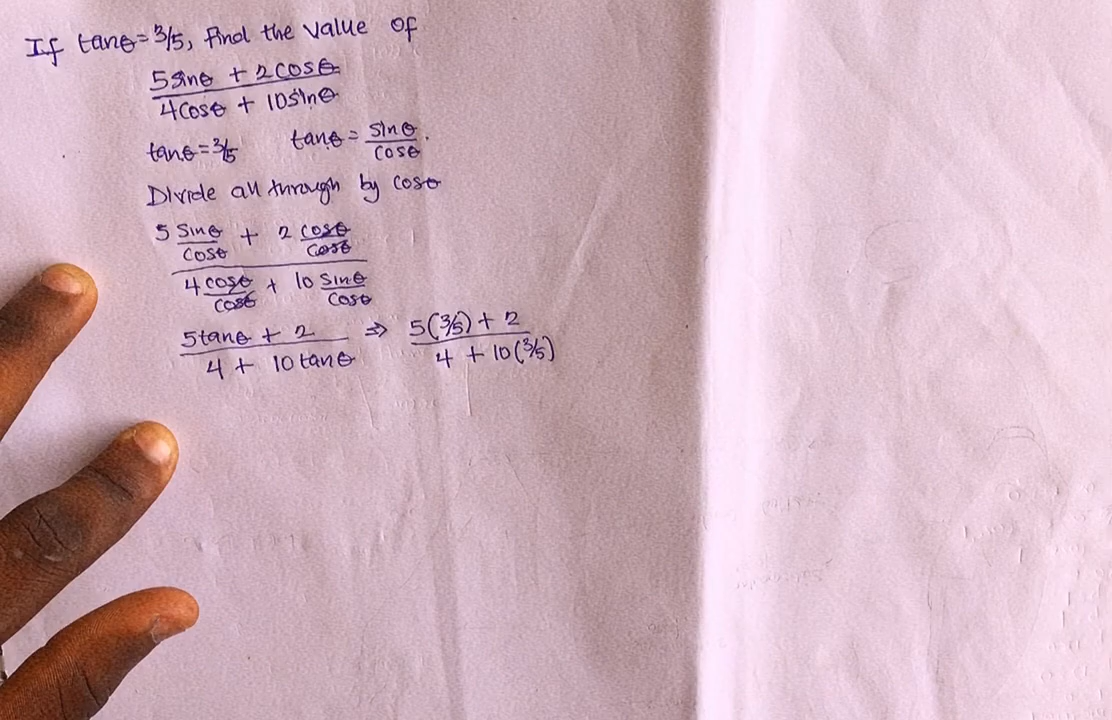 If tanθ = 3/5, find the value of
5sinθ + 2cosθ
4cosθ + 10sinθ
tanθ = 3/5 tanθ = sinθ/cosθ.
Divide all through by cosθ
5 sinθ/cosθ + 2 cosθ/cosθ
4 cosθ/cosθ + 10 sinθ/cosθ
5tanθ + 2 ⇒ 5(3/5) + 2
4 + 10tanθ 4 + 10(3/5)